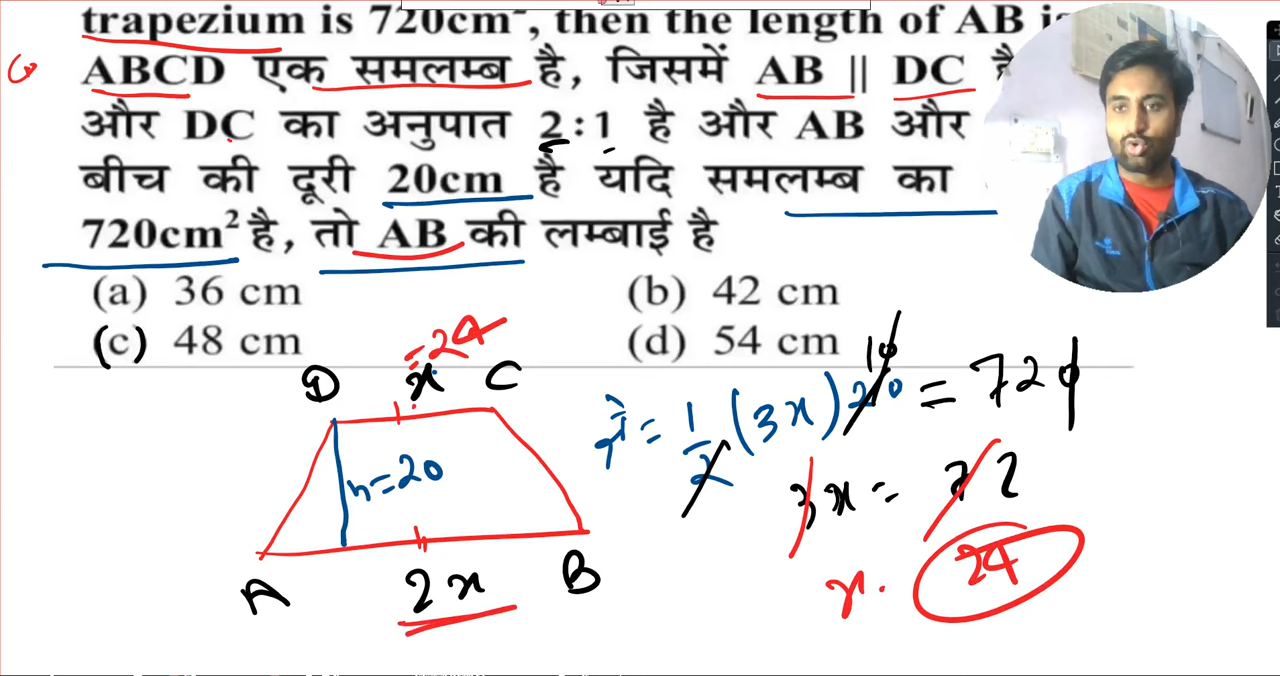 trapezium is 720cm², then the length of AB is
ABCD एक समलम्ब है, जिसमें AB || DC है
और DC का अनुपात 2 : 1 है और AB और
बीच की दूरी 20cm है यदि समलम्ब का
720cm² है, तो AB की लम्बाई है
(a) 36 cm (b) 42 cm
(c) 48 cm (d) 54 cm
=24
D x C
h=20
A 2x B
= 1/2 (3x) 20 = 720
10
3x = 72
x. 24